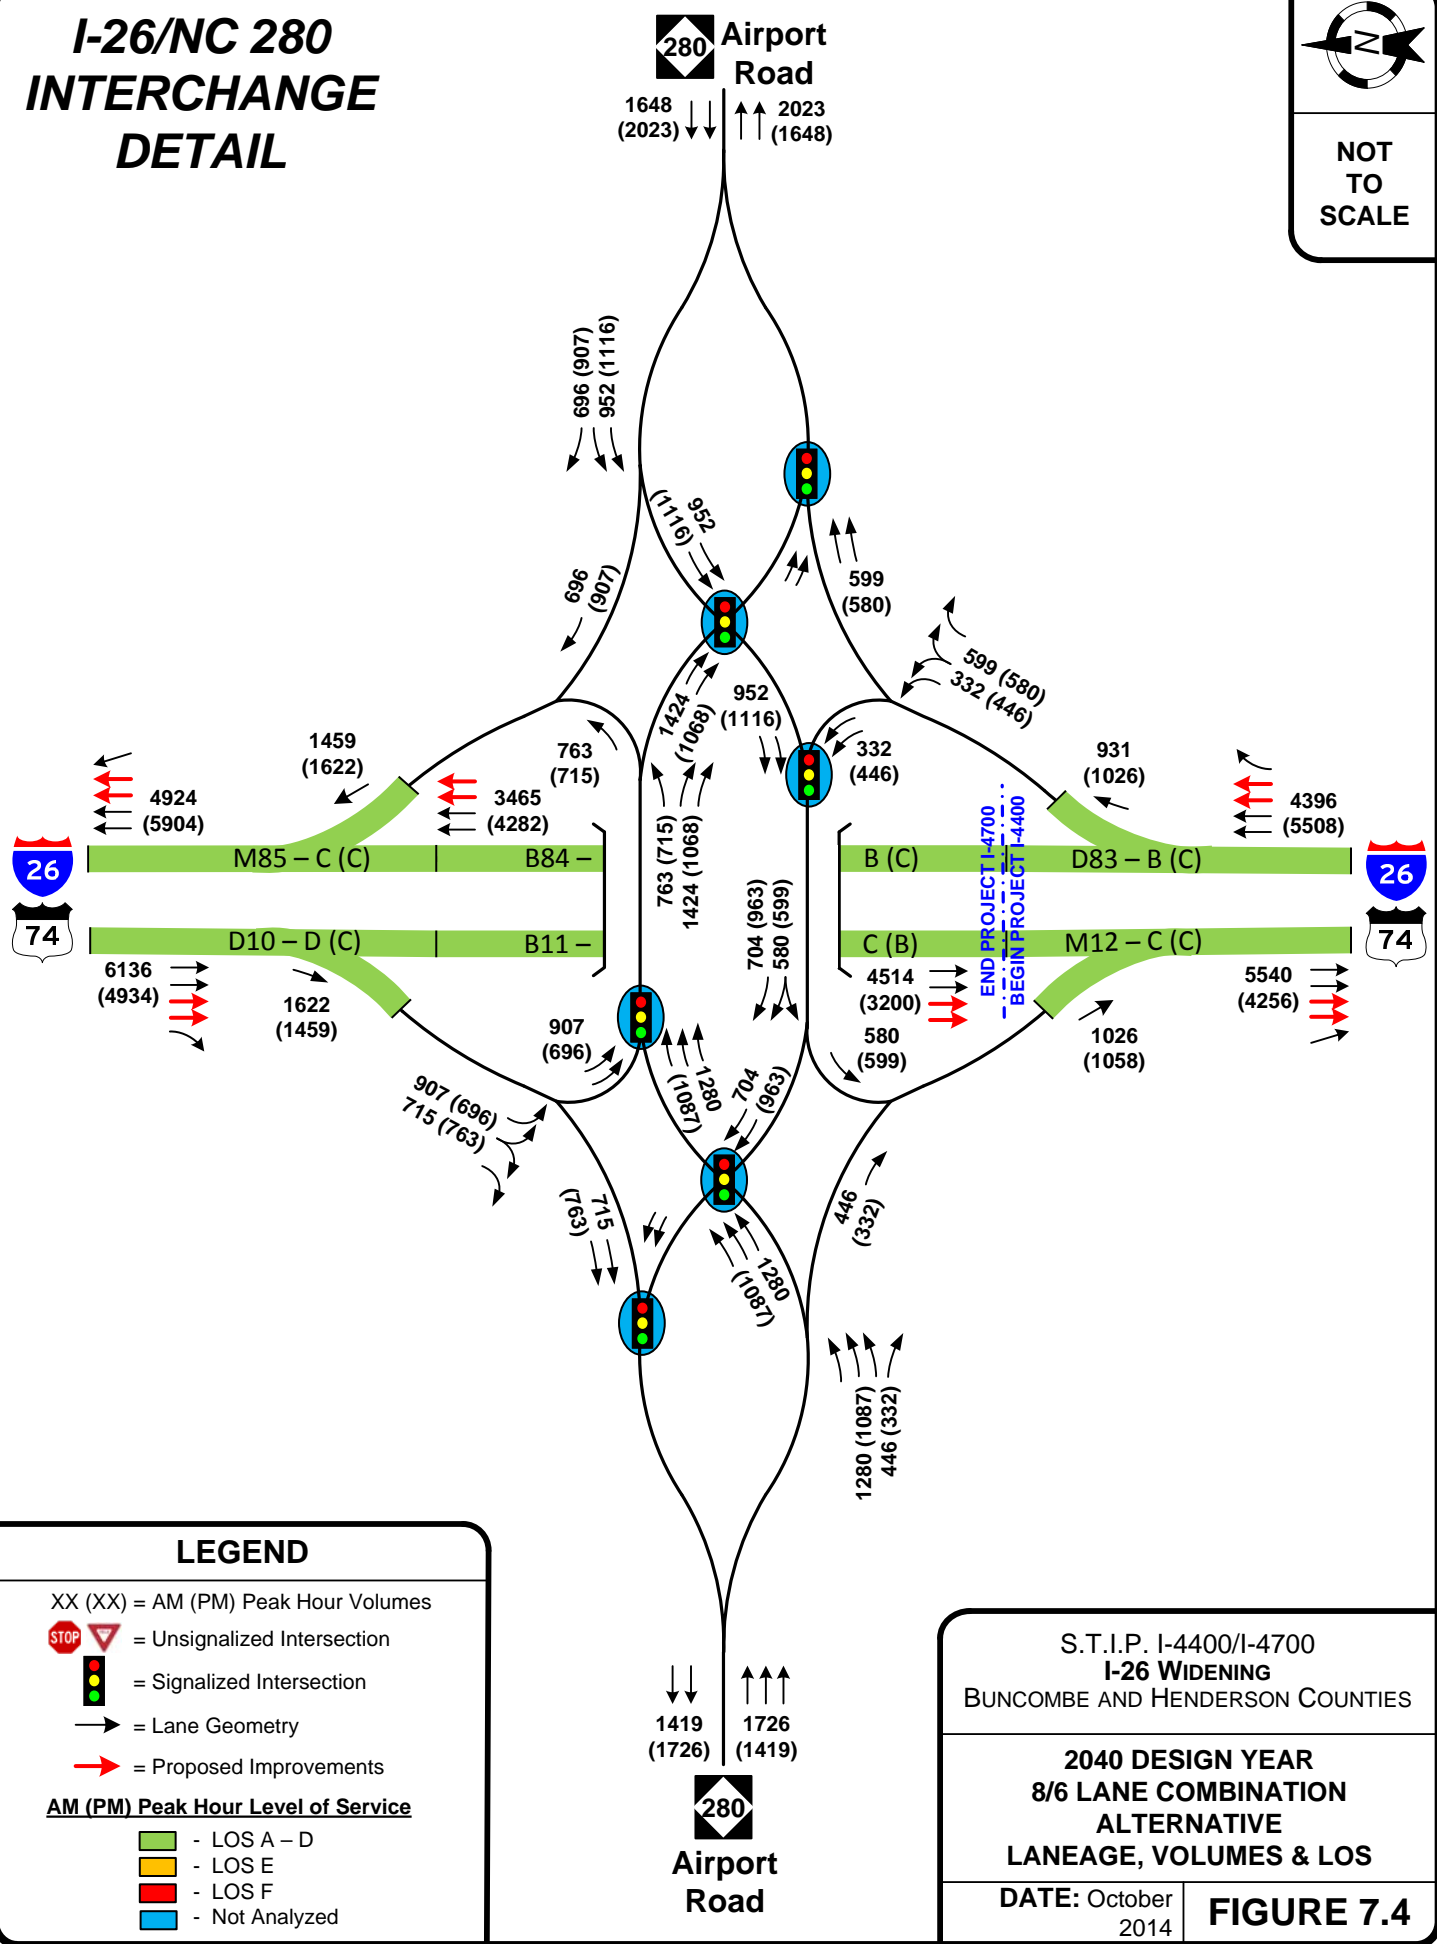 I-26/NC 280
INTERCHANGE
DETAIL
280
Airport
Road
N
NOT
TO
SCALE
1648
(2023)
2023
(1648)
696 (907)
952 (1116)
952
(1116)
696
(907)
599
(580)
599 (580)
332 (446)
1424
(1068)
952
(1116)
332
(446)
763
(715)
1459
(1622)
931
(1026)
4924
(5904)
3465
(4282)
4396
(5508)
763 (715)
1424 (1068)
END PROJECT I-4700
BEGIN PROJECT I-4400
26
M85 – C (C)
B84 –
B (C)
D83 – B (C)
26
74
D10 – D (C)
B11 –
C (B)
M12 – C (C)
74
704 (963)
580 (599)
6136
(4934)
1622
(1459)
4514
(3200)
5540
(4256)
907
(696)
580
(599)
1026
(1058)
1280
(1087)
704
(963)
907 (696)
715 (763)
715
(763)
446
(332)
1280
(1087)
1280 (1087)
446 (332)
1419
(1726)
1726
(1419)
280
Airport
Road
LEGEND
XX (XX) = AM (PM) Peak Hour Volumes
STOP = Unsignalized Intersection
= Signalized Intersection
= Lane Geometry
= Proposed Improvements
AM (PM) Peak Hour Level of Service
- LOS A – D
- LOS E
- LOS F
- Not Analyzed
S.T.I.P. I-4400/I-4700
I-26 WIDENING
BUNCOMBE AND HENDERSON COUNTIES
2040 DESIGN YEAR
8/6 LANE COMBINATION
ALTERNATIVE
LANEAGE, VOLUMES & LOS
DATE: October
2014
FIGURE 7.4